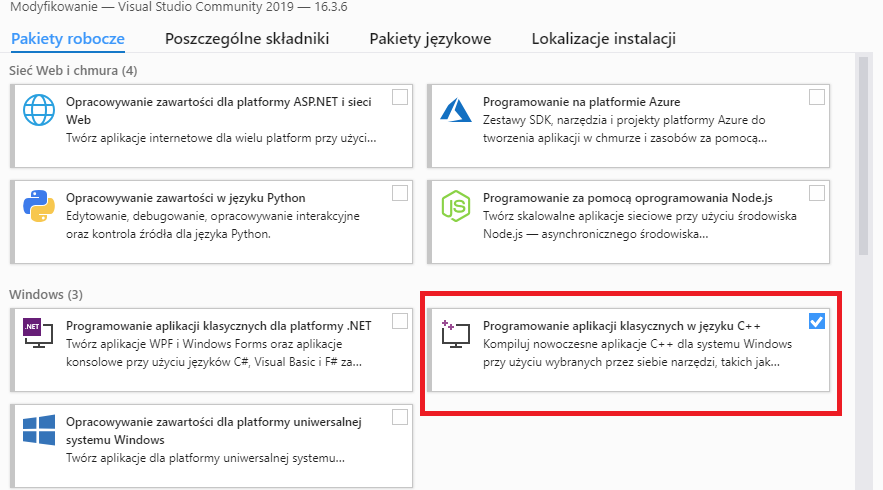 Modyfikowanie — Visual Studio Community 2019 — 16.3.6
Pakiety robocze Poszczególne składniki Pakiety językowe Lokalizacje instalacji
Sieć Web i chmura (4)
Opracowywanie zawartości dla platformy ASP.NET i sieci
Web
Twórz aplikacje internetowe dla wielu platform przy użyci...
Programowanie na platformie Azure
Zestawy SDK, narzędzia i projekty platformy Azure do
tworzenia aplikacji w chmurze i zasobów za pomocą...
Opracowywanie zawartości w języku Python
Edytowanie, debugowanie, opracowywanie interakcyjne
oraz kontrola źródła dla języka Python.
JS
Programowanie za pomocą oprogramowania Node.js
Twórz skalowalne aplikacje sieciowe przy użyciu środowiska
Node.js — asynchronicznego środowiska...
Windows (3)
.NET
Programowanie aplikacji klasycznych dla platformy .NET
Twórz aplikacje WPF i Windows Forms oraz aplikacje
konsolowe przy użyciu języków C#, Visual Basic i F# za...
Programowanie aplikacji klasycznych w języku C++
Kompiluj nowoczesne aplikacje C++ dla systemu Windows
przy użyciu wybranych przez siebie narzędzi, takich jak...
Opracowywanie zawartości dla platformy uniwersalnej
systemu Windows
Twórz aplikacje dla platformy uniwersalnej systemu...